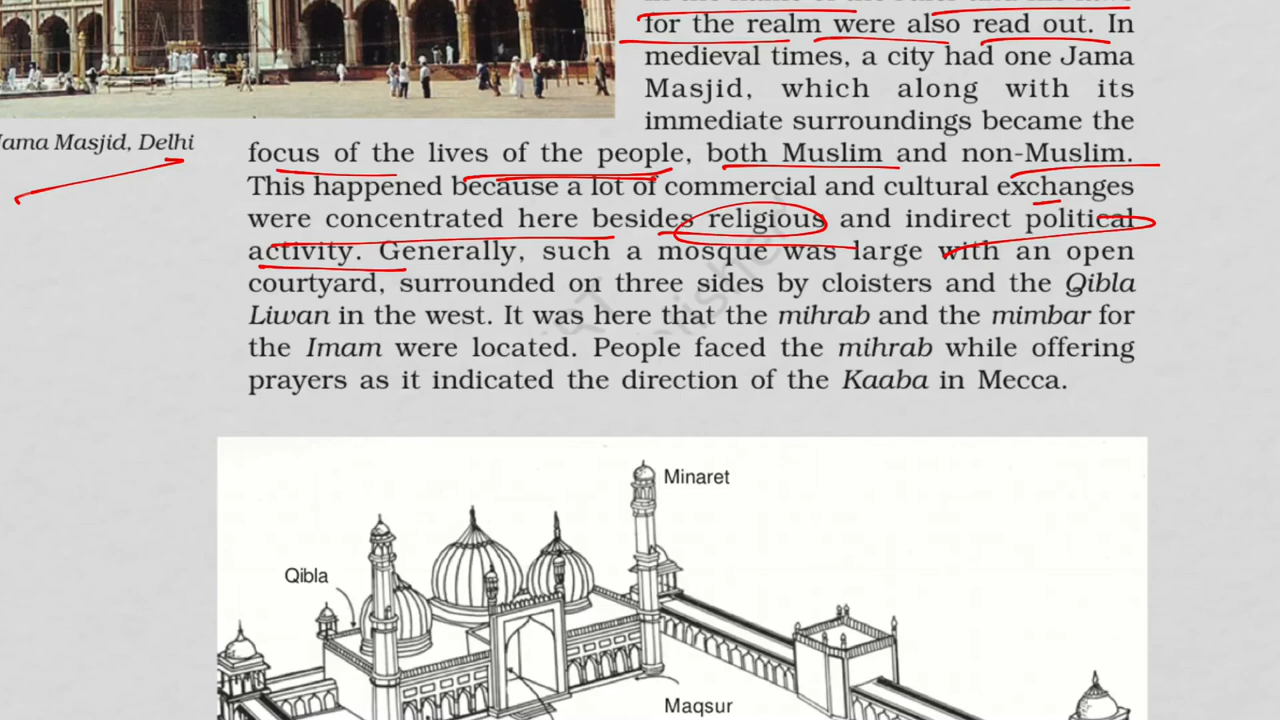 for the realm were also read out. In
medieval times, a city had one Jama
Masjid, which along with its
immediate surroundings became the
Jama Masjid, Delhi
focus of the lives of the people, both Muslim and non-Muslim.
This happened because a lot of commercial and cultural exchanges
were concentrated here besides religious and indirect political
activity. Generally, such a mosque was large with an open
courtyard, surrounded on three sides by cloisters and the Qibla
Liwan in the west. It was here that the mihrab and the mimbar for
the Imam were located. People faced the mihrab while offering
prayers as it indicated the direction of the Kaaba in Mecca.
Minaret
Qibla
Maqsur